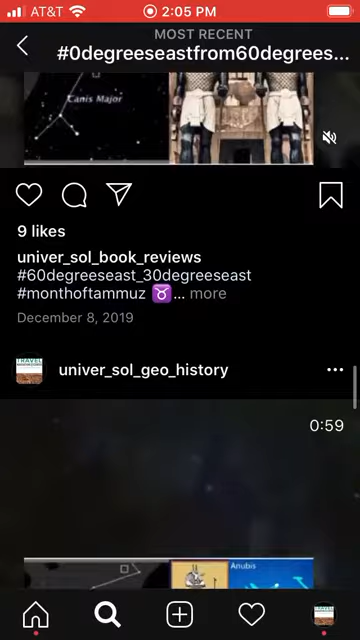 AT&T
2:05 PM
MOST RECENT
#0degreeseastfrom60degrees...
Canis Major
9 likes
univer_sol_book_reviews
#60degreeseast_30degreeseast
#monthoftammuz ♉... more
December 8, 2019
univer_sol_geo_history
0:59
Anubis